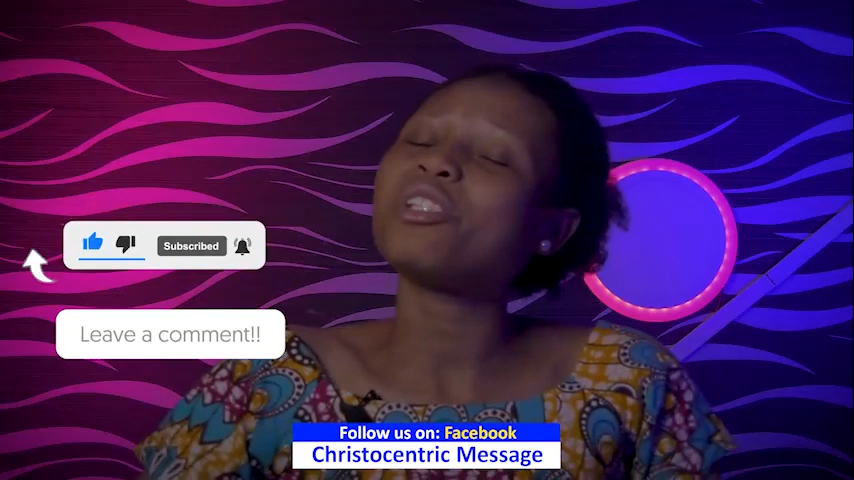 Subscribed
Leave a comment!!
Follow us on: Facebook
Christocentric Message